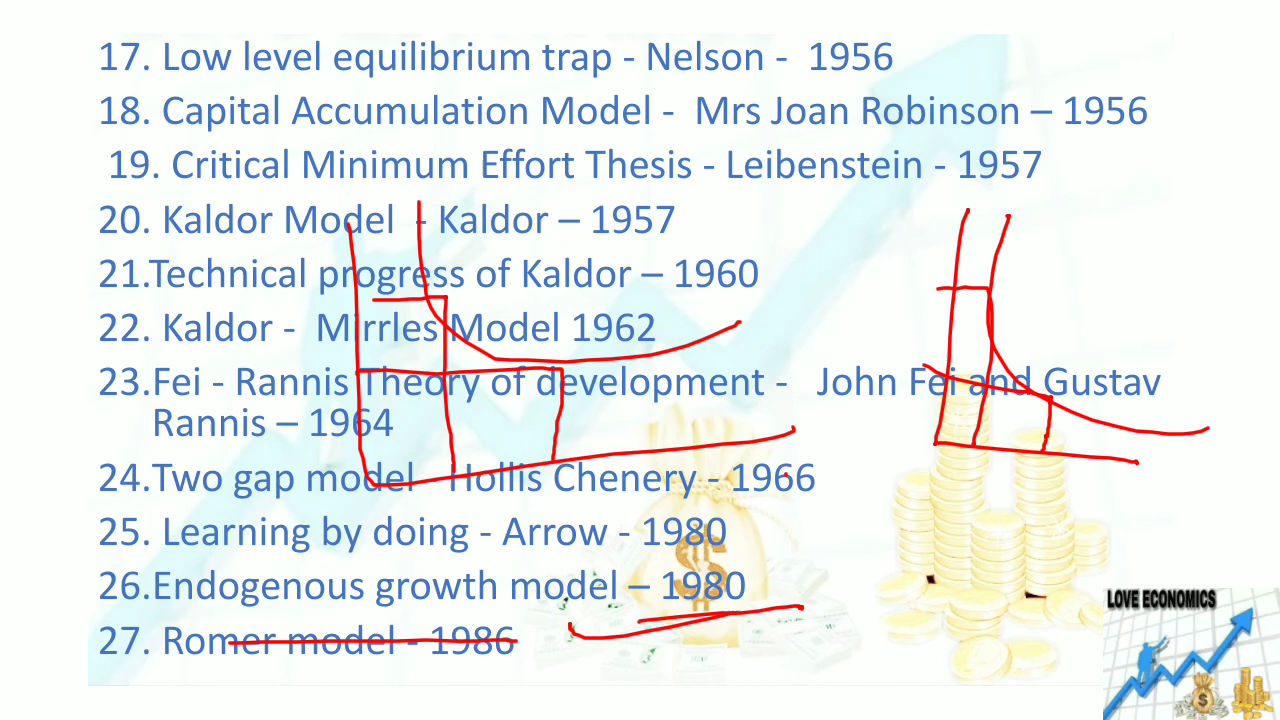 17. Low level equilibrium trap - Nelson - 1956
18. Capital Accumulation Model - Mrs Joan Robinson – 1956
19. Critical Minimum Effort Thesis - Leibenstein - 1957
20. Kaldor Model - Kaldor – 1957
21.Technical progress of Kaldor – 1960
22. Kaldor - Mirrles Model 1962
23.Fei - Rannis Theory of development - John Fei and Gustav
Rannis – 1964
24.Two gap model - Hollis Chenery - 1966
25. Learning by doing - Arrow - 1980
26.Endogenous growth model – 1980
27. Romer model - 1986
LOVE ECONOMICS